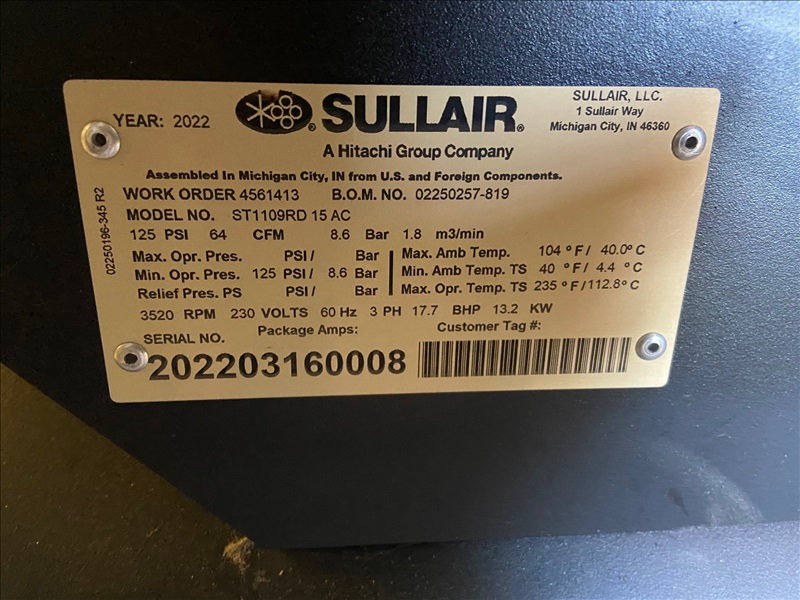 YEAR: 2022
SULLAIR®
SULLAIR, LLC.
1 Sullair Way
Michigan City, IN 46360
A Hitachi Group Company
Assembled In Michigan City, IN from U.S. and Foreign Components.
WORK ORDER 4561413 B.O.M. NO. 02250257-819
MODEL NO. ST1109RD 15 AC
125 PSI 64 CFM 8.6 Bar 1.8 m3/min
Max. Opr. Pres. PSI / Bar
Min. Opr. Pres. 125 PSI / 8.6 Bar
Relief Pres. PS PSI / Bar
Max. Amb Temp. 104 ° F / 40.0° C
Min. Amb Temp. TS 40 ° F / 4.4 ° C
Max. Opr Temp. TS 235 ° F / 112.8° C
3520 RPM 230 VOLTS 60 Hz 3 PH 17.7 BHP 13.2 KW
Package Amps: Customer Tag #:
SERIAL NO.
202203160008
02250196-345 R2